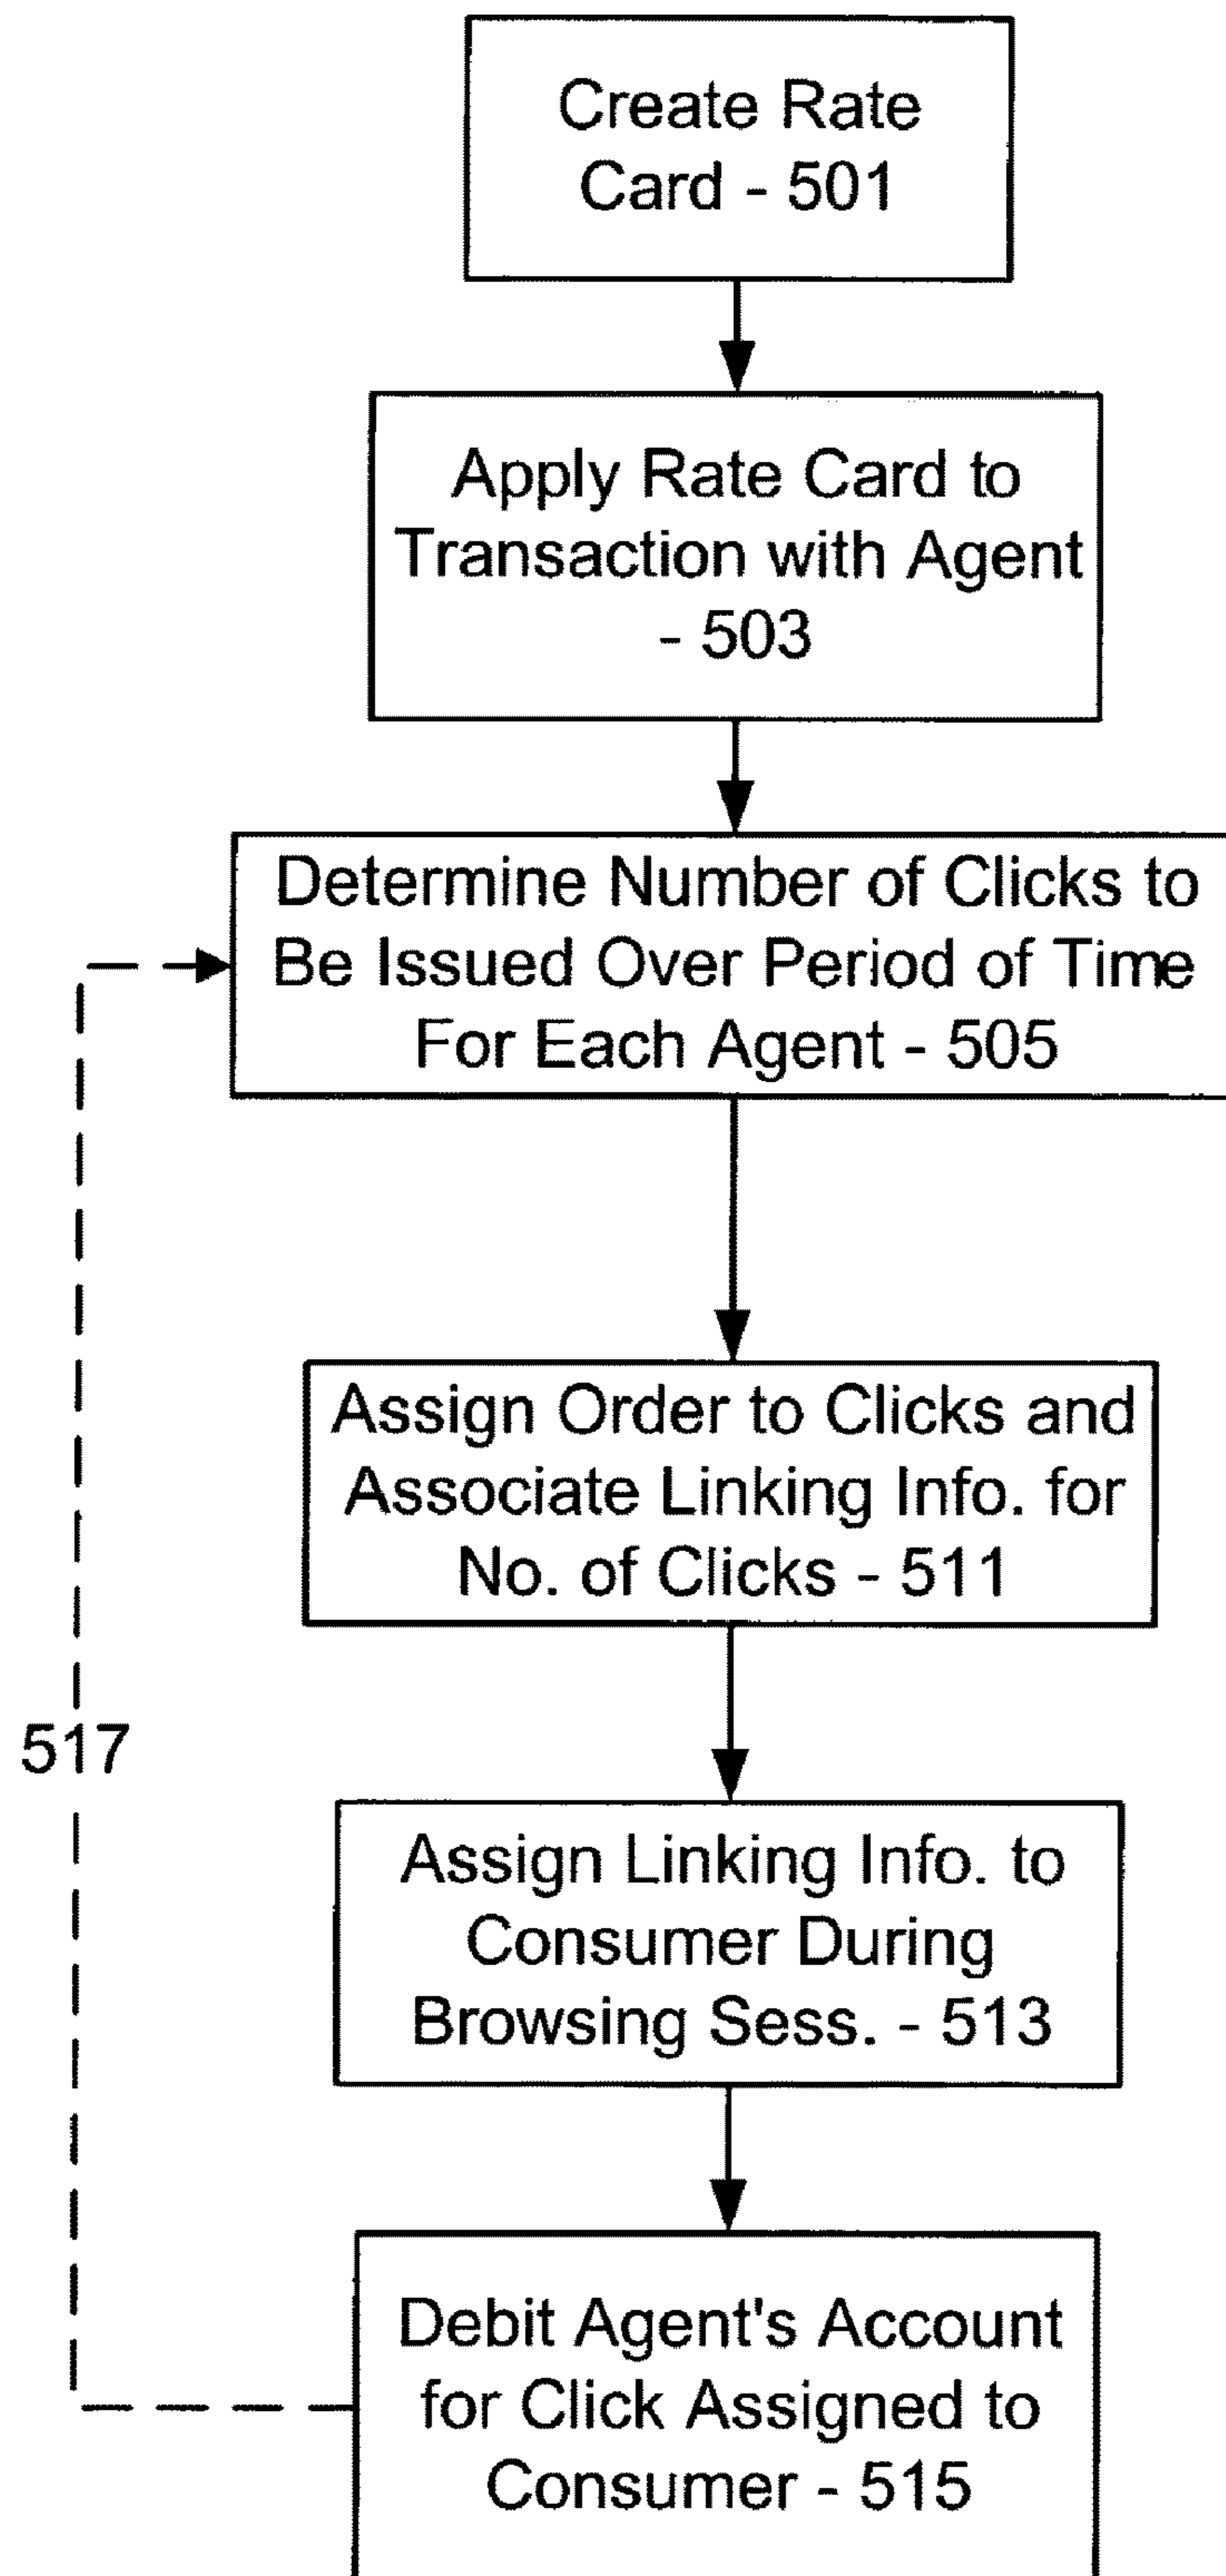 Create Rate
Card - 501
Apply Rate Card to
Transaction with Agent
- 503
Determine Number of Clicks to
Be Issued Over Period of Time
For Each Agent - 505
Assign Order to Clicks and
Associate Linking Info. for
No. of Clicks - 511
517
Assign Linking Info. to
Consumer During
Browsing Sess. - 513
Debit Agent's Account
for Click Assigned to
Consumer - 515